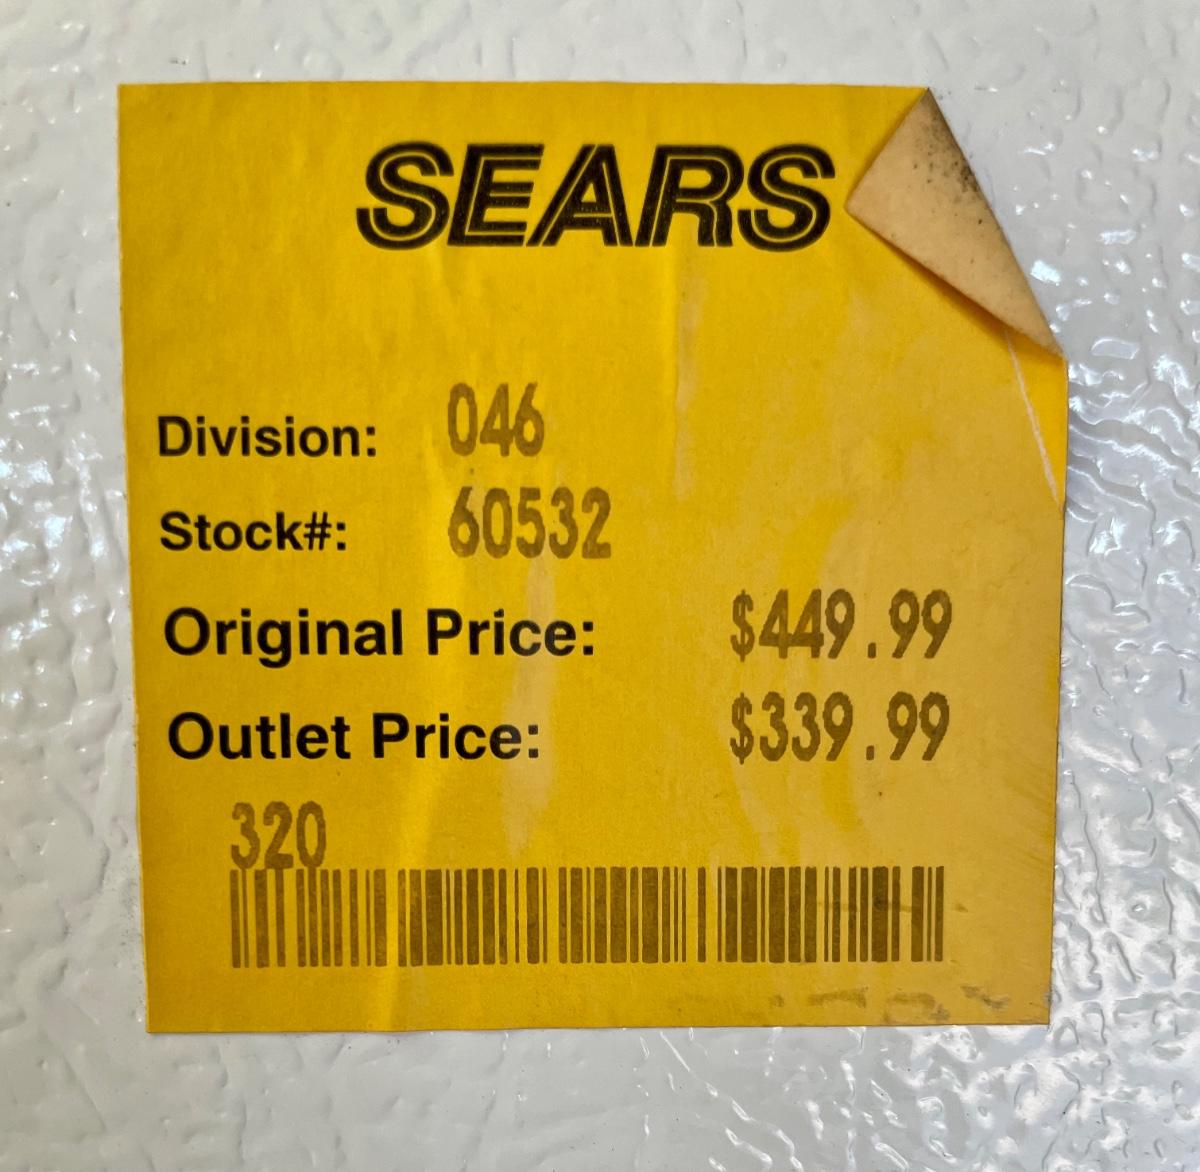 SEARS
Division: 046
Stock#: 60532
Original Price: $449.99
Outlet Price: $339.99
320